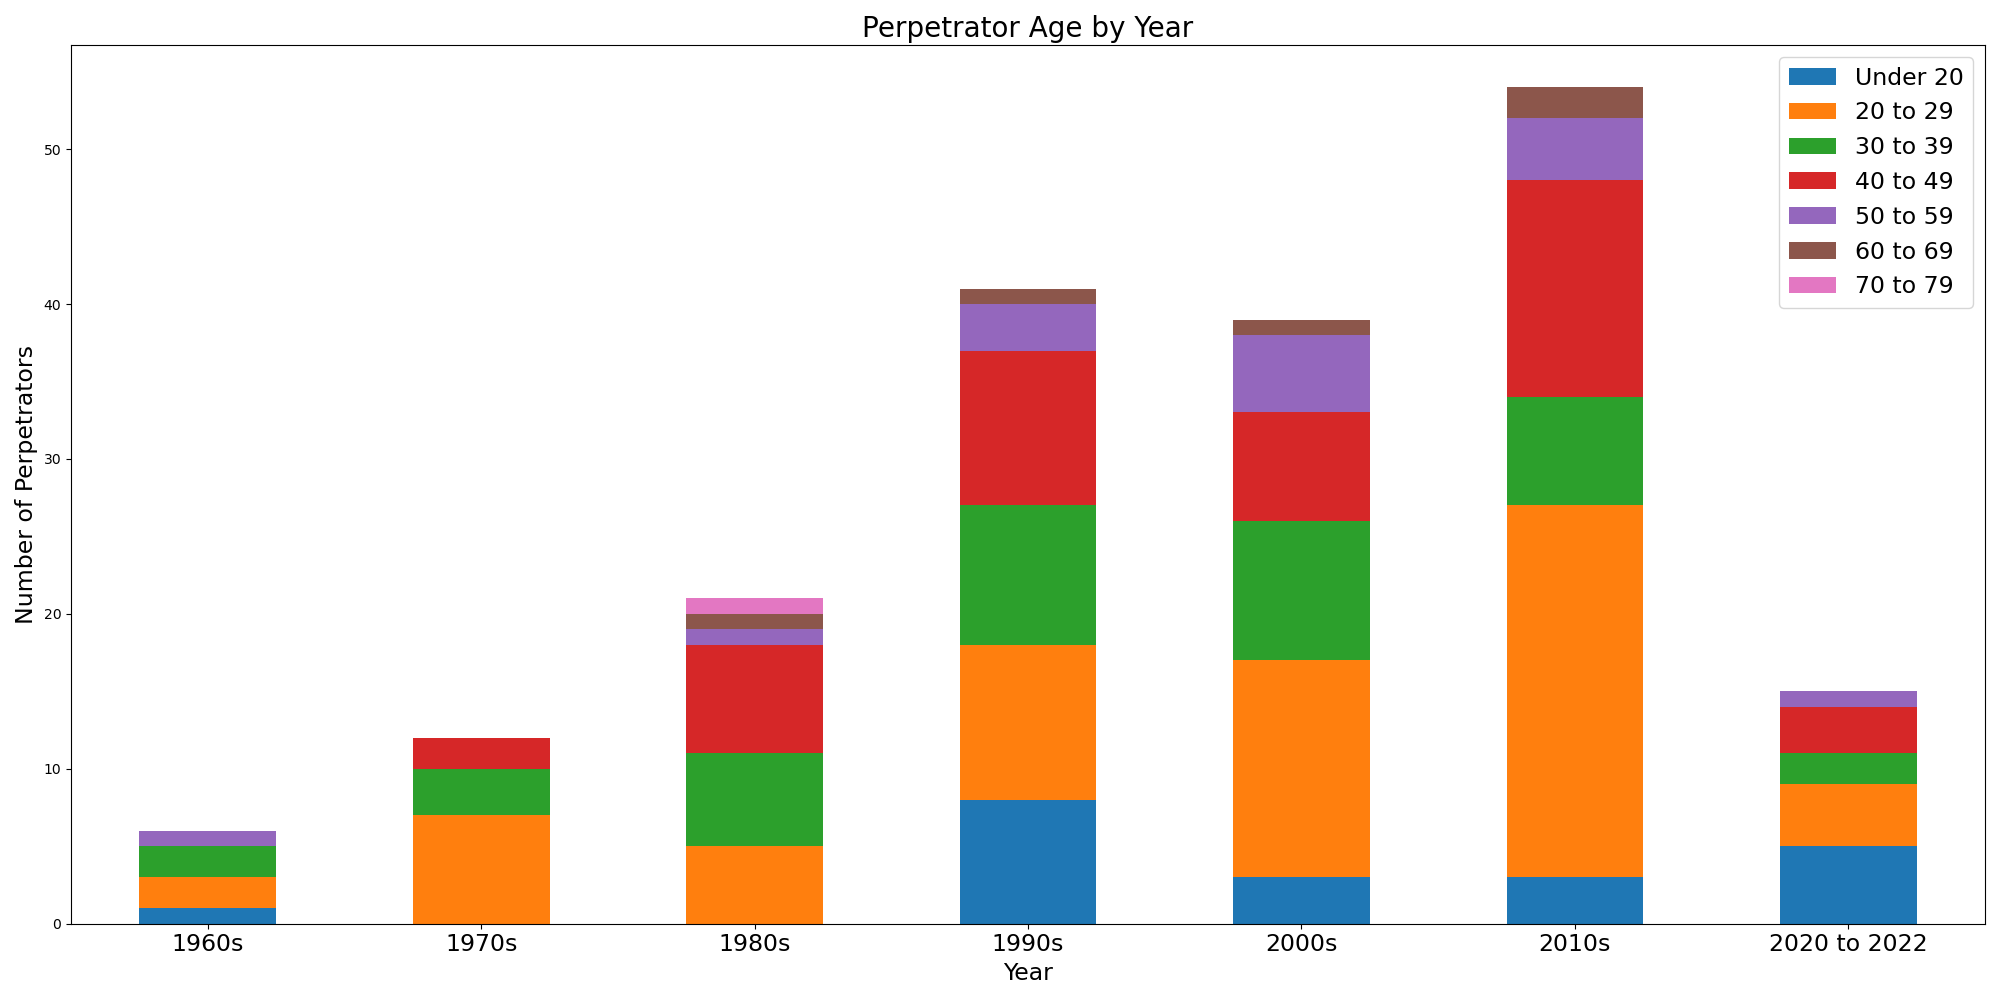 Perpetrator Age by Year
Under 20
20 to 29
30 to 39
40 to 49
50 to 59
60 to 69
70 to 79
Number of Perpetrators
50
40
30
20
10
0
1960s 1970s 1980s 1990s 2000s 2010s 2020 to 2022
Year